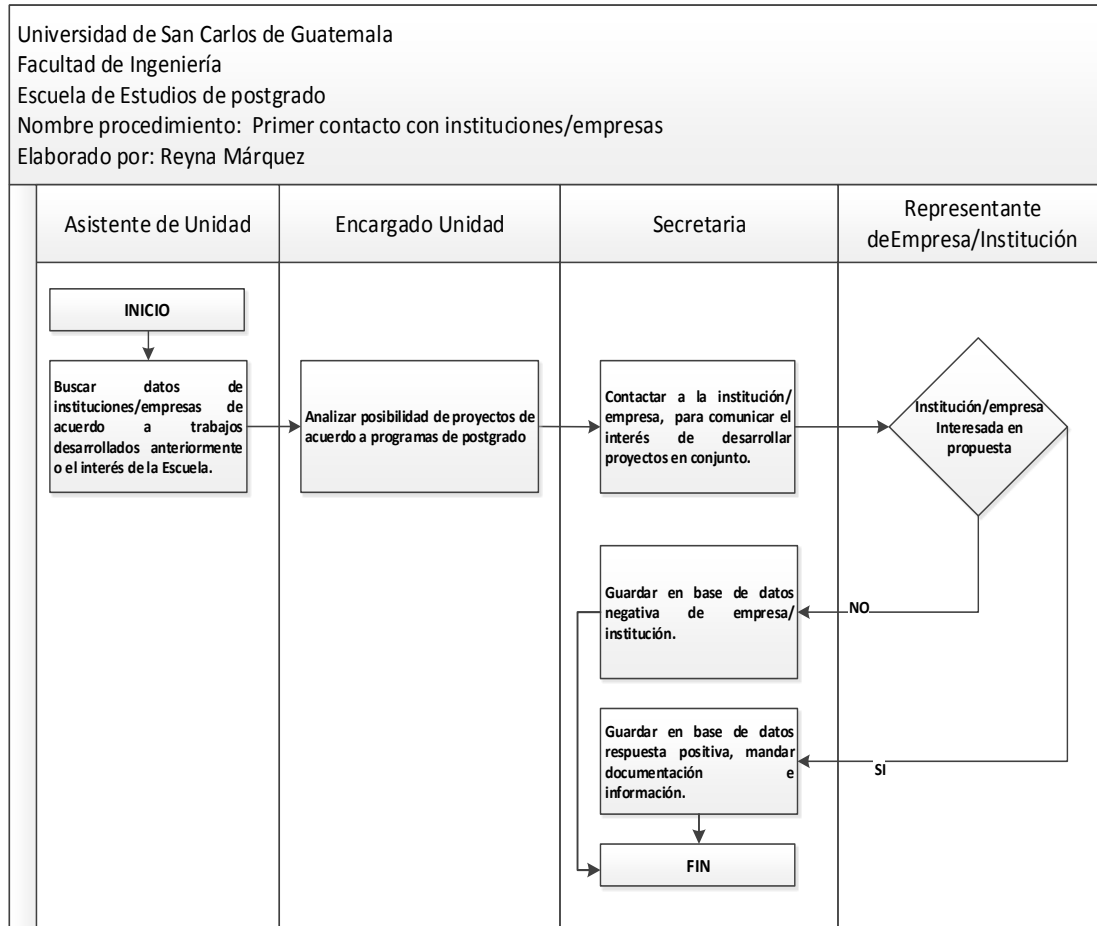 Universidad de San Carlos de Guatemala
Facultad de Ingeniería
Escuela de Estudios de postgrado
Nombre procedimiento: Primer contacto con instituciones/empresas
Elaborado por: Reyna Márquez
Asistente de Unidad
Encargado Unidad
Secretaria
Representante
deEmpresa/Institución
INICIO
Buscar datos de
instituciones/empresas de
acuerdo a trabajos
desarrollados anteriormente
o el interés de la Escuela.
Analizar posibilidad de proyectos de
acuerdo a programas de postgrado
Contactar a la institución/
empresa, para comunicar el
interés de desarrollar
proyectos en conjunto.
Institución/empresa
Interesada en
propuesta
Guardar en base de datos
negativa de empresa/
institución.
NO
Guardar en base de datos
respuesta positiva, mandar
documentación e
información.
SI
FIN